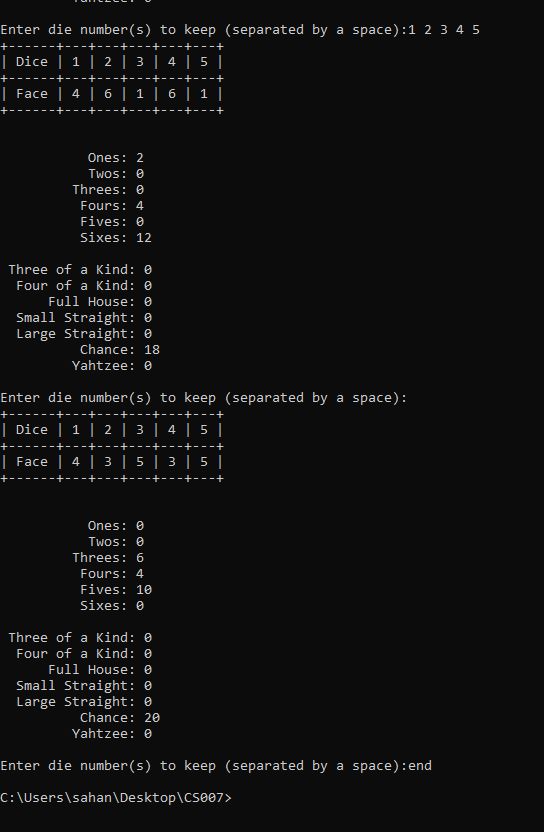 Enter die number(s) to keep (separated by a space):1 2 3 4 5
+------+---+---+---+---+---+
| Dice | 1 | 2 | 3 | 4 | 5 |
+------+---+---+---+---+---+
| Face | 4 | 6 | 1 | 6 | 1 |
+------+---+---+---+---+---+
Ones: 2
Twos: 0
Threes: 0
Fours: 4
Fives: 0
Sixes: 12
Three of a Kind: 0
Four of a Kind: 0
Full House: 0
Small Straight: 0
Large Straight: 0
Chance: 18
Yahtzee: 0
Enter die number(s) to keep (separated by a space):
+------+---+---+---+---+---+
| Dice | 1 | 2 | 3 | 4 | 5 |
+------+---+---+---+---+---+
| Face | 4 | 3 | 5 | 3 | 5 |
+------+---+---+---+---+---+
Ones: 0
Twos: 0
Threes: 6
Fours: 4
Fives: 10
Sixes: 0
Three of a Kind: 0
Four of a Kind: 0
Full House: 0
Small Straight: 0
Large Straight: 0
Chance: 20
Yahtzee: 0
Enter die number(s) to keep (separated by a space):end
C:\Users\sahan\Desktop\CS007>